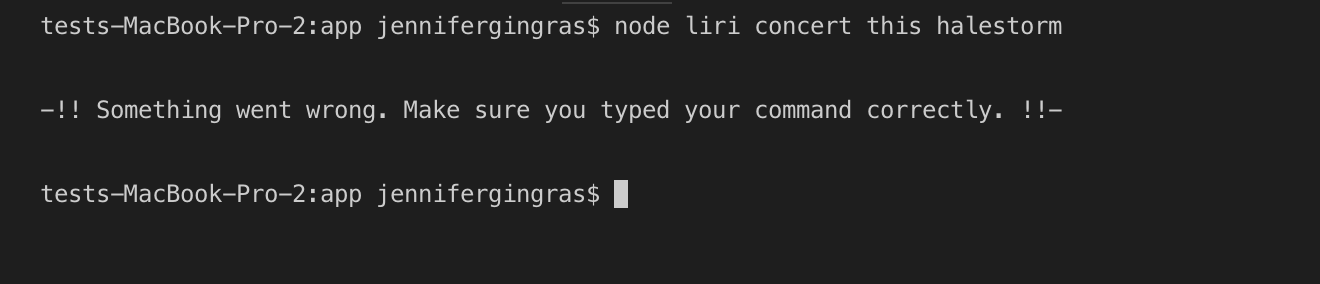 tests-MacBook-Pro-2:app jennifergingras$ node liri concert this halestorm
-!! Something went wrong. Make sure you typed your command correctly. !!-
tests-MacBook-Pro-2:app jennifergingras$